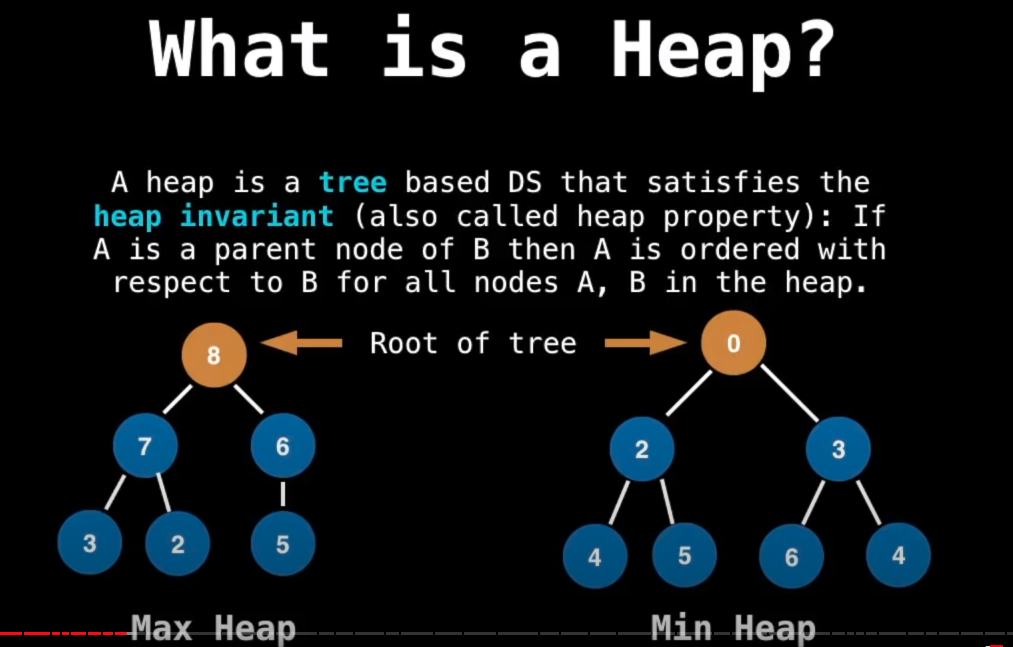 What is a Heap?
A heap is a tree based DS that satisfies the
heap invariant (also called heap property): If
A is a parent node of B then A is ordered with
respect to B for all nodes A, B in the heap.
8 Root of tree 0
7 6 2 3
3 2 5 4 5 6 4
Max Heap Min Heap